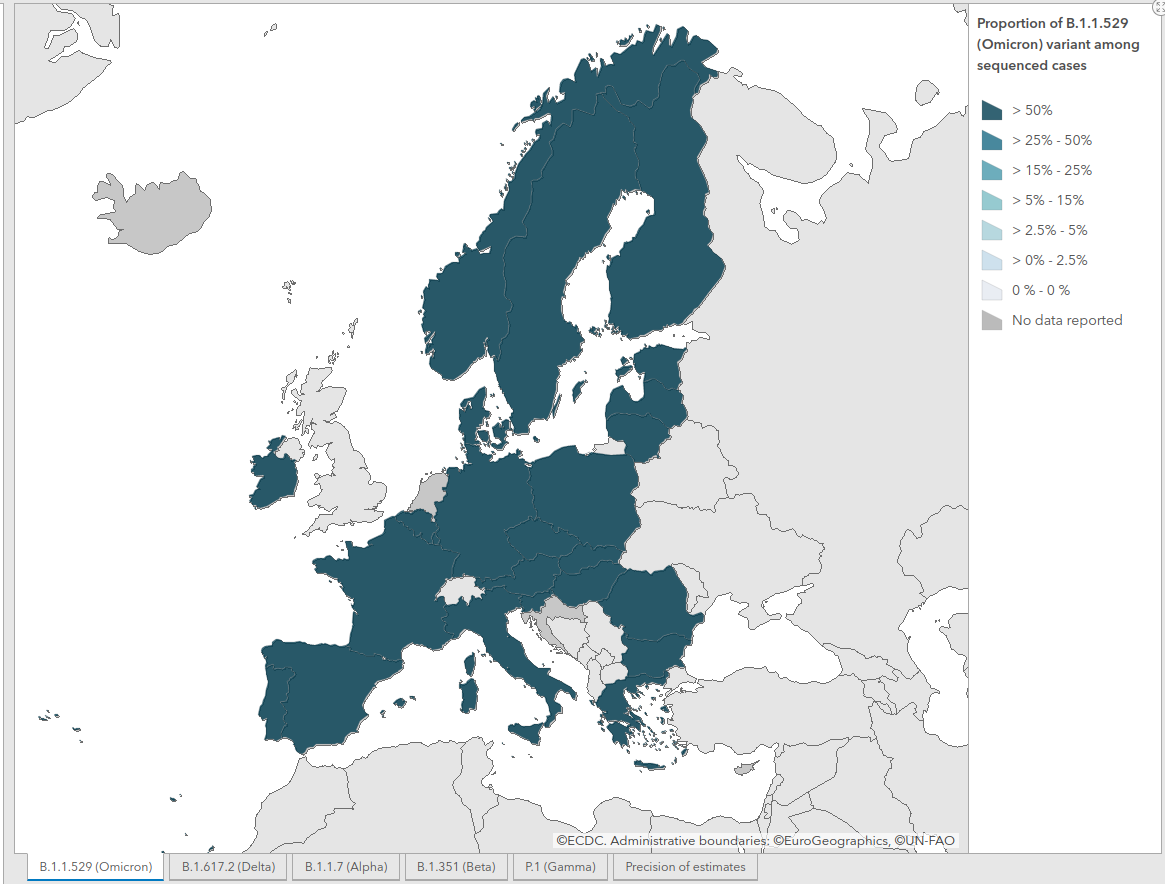 Proportion of B.1.1.529
(Omicron) variant among
sequenced cases
> 50%
> 25% - 50%
> 15% - 25%
> 5% - 15%
> 2.5% - 5%
> 0% - 2.5%
0 % - 0 %
No data reported
©ECDC. Administrative boundaries: ©EuroGeographics, ©UN-FAO
B.1.1.529 (Omicron) B.1.617.2 (Delta) B.1.1.7 (Alpha) B.1.351 (Beta) P.1 (Gamma) Precision of estimates